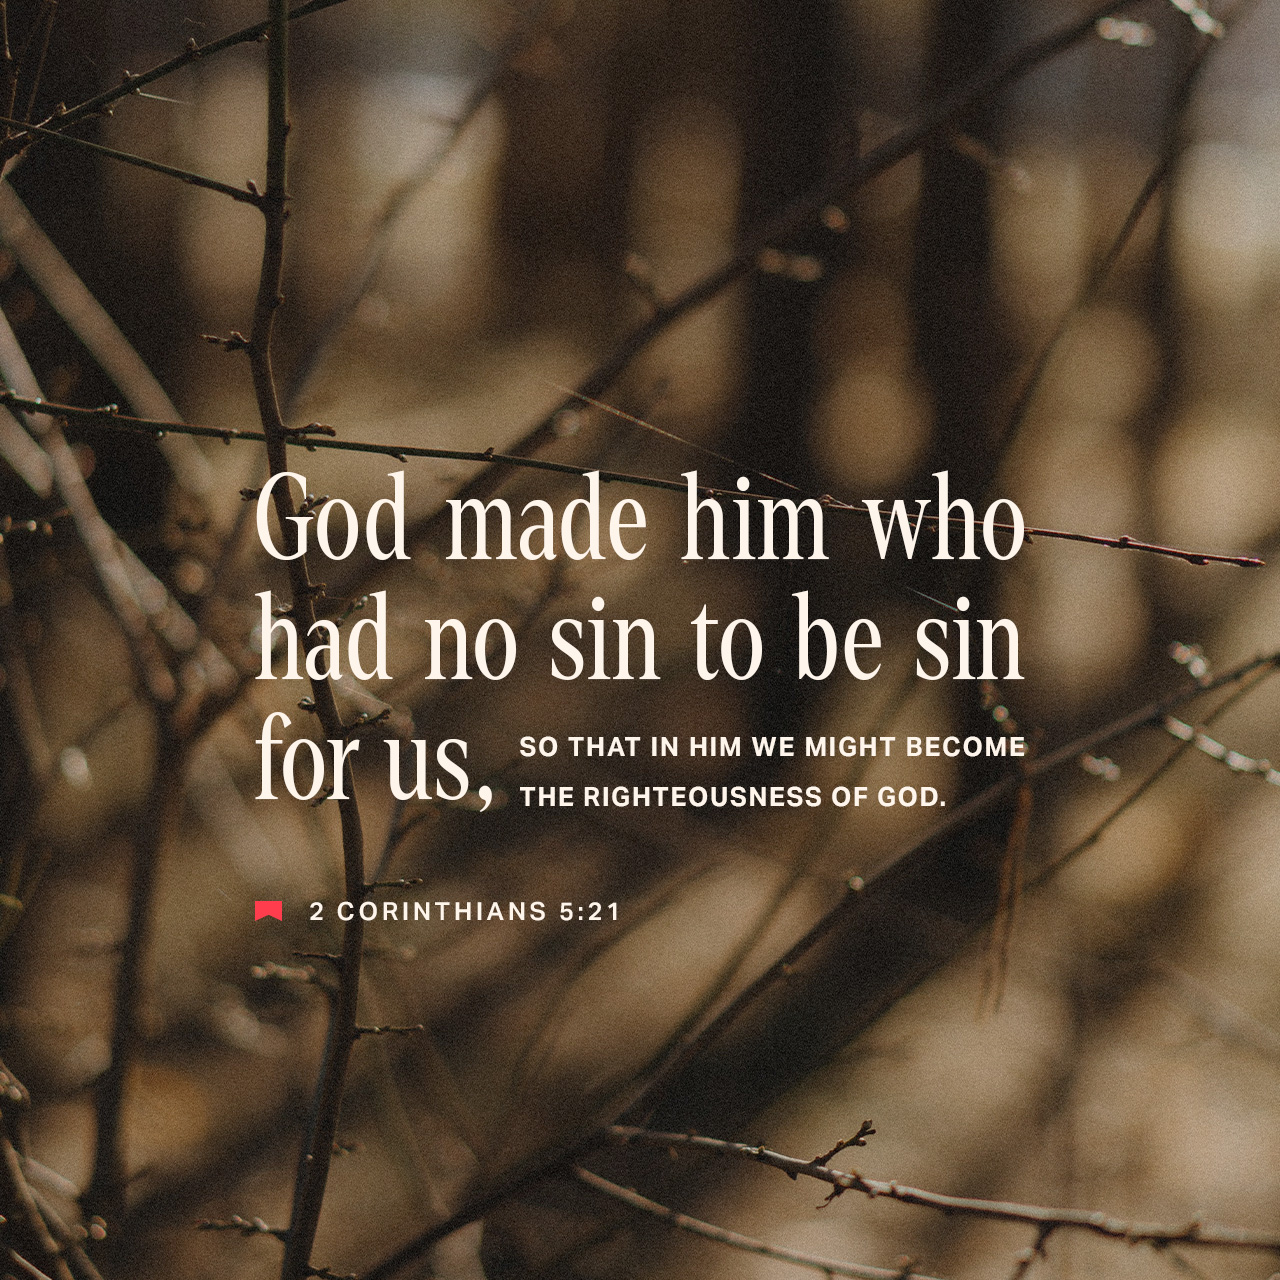 God made him who
had no sin to be sin
for us, SO THAT IN HIM WE MIGHT BECOME
THE RIGHTEOUSNESS OF GOD.
2 CORINTHIANS 5:21